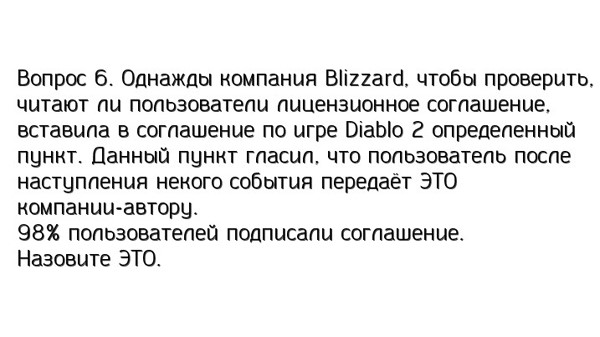 Вопрос 6. Однажды компания Blizzard, чтобы проверить,
читают ли пользователи лицензионное соглашение,
вставила в соглашение по игре Diablo 2 определенный
пункт. Данный пункт гласил, что пользователь после
наступления некого события передаёт ЭТО
компании-автору.
98% пользователей подписали соглашение.
Назовите ЭТО.